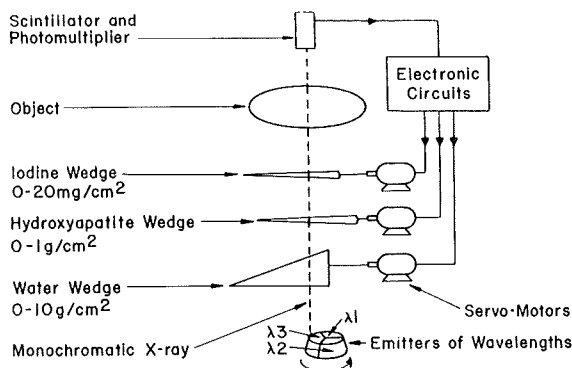 Scintillator and
Photomultiplier
Electronic
Circuits
Object
Iodine Wedge
0-20mg/cm2
Hydroxyapatite Wedge
0-1g/cm2
Water Wedge
0-10g/cm2
Servo-Motors
λ1
λ3
λ2
Monochromatic X-ray
Emitters of Wavelengths